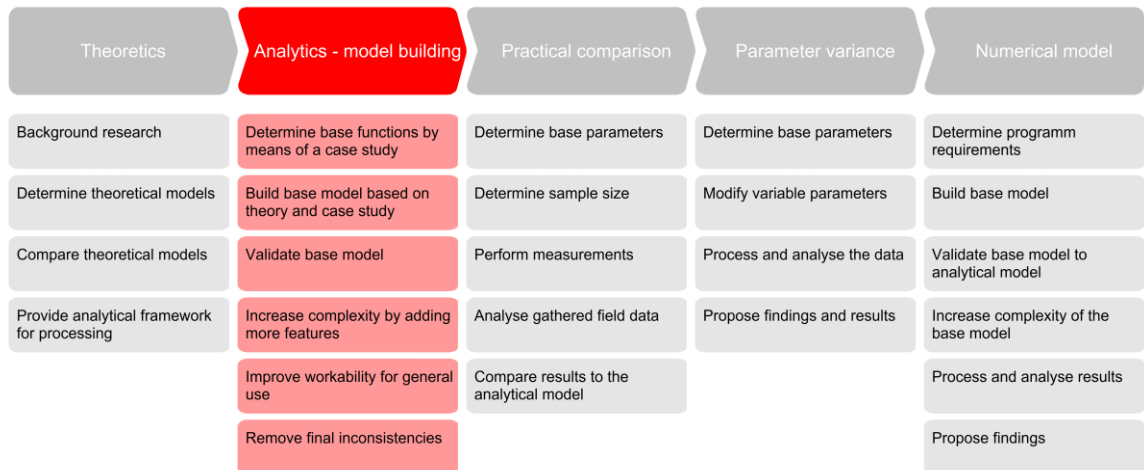 Theoretics
Analytics - model building
Practical comparison
Parameter variance
Numerical model
Background research
Determine theoretical models
Compare theoretical models
Provide analytical framework
for processing
Determine base functions by
means of a case study
Build base model based on
theory and case study
Validate base model
Increase complexity by adding
more features
Improve workability for general
use
Remove final inconsistencies
Determine base parameters
Determine sample size
Perform measurements
Analyse gathered field data
Compare results to the
analytical model
Determine base parameters
Modify variable parameters
Process and analyse the data
Propose findings and results
Determine programm
requirements
Build base model
Validate base model to
analytical model
Increase complexity of the
base model
Process and analyse results
Propose findings